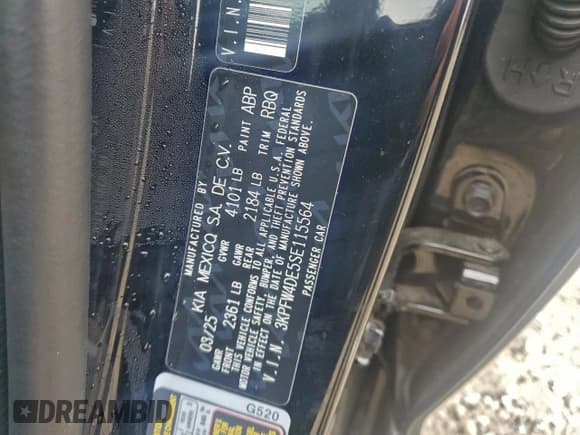 V.I.N.
MANUFACTURED BY
KIA MEXICO S.A. DE C.V.
03/25 GVWR 4101 LB PAINT ABP
GAWR FRONT 2361 LB GAWR REAR 2184 LB TRIM RBQ
THIS VEHICLE CONFORMS TO ALL APPLICABLE U.S.A. FEDERAL
MOTOR VEHICLE SAFETY, BUMPER, AND THEFT PREVENTION STANDARDS
IN EFFECT ON THE DATE OF MANUFACTURE SHOWN ABOVE.
V.I.N. 3KPFW4DE5SE115564
PASSENGER CAR
G520
DREAMBID